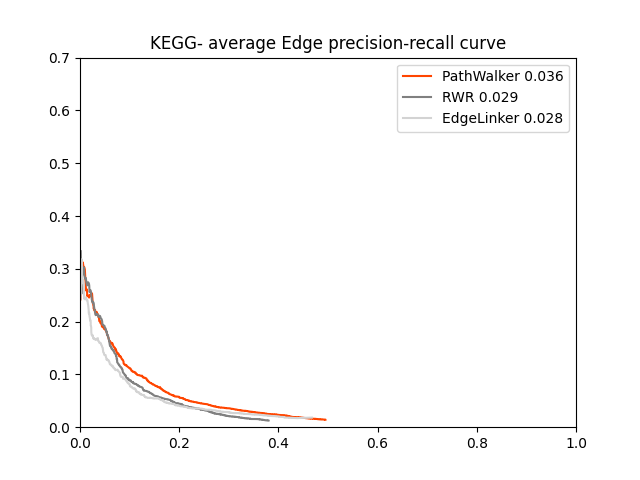 KEGG- average Edge precision-recall curve
PathWalker 0.036
RWR 0.029
EdgeLinker 0.028
0.7
0.6
0.5
0.4
0.3
0.2
0.1
0.0
0.0 0.2 0.4 0.6 0.8 1.0